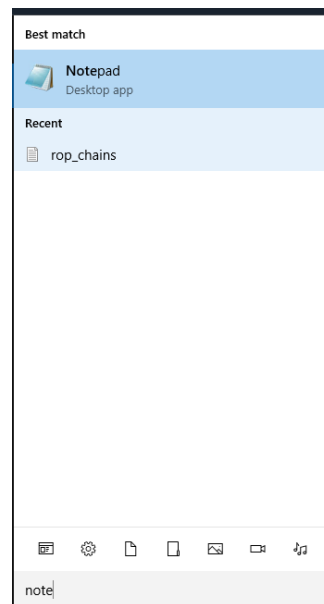 Best match
Notepad
Desktop app
Recent
rop_chains
note